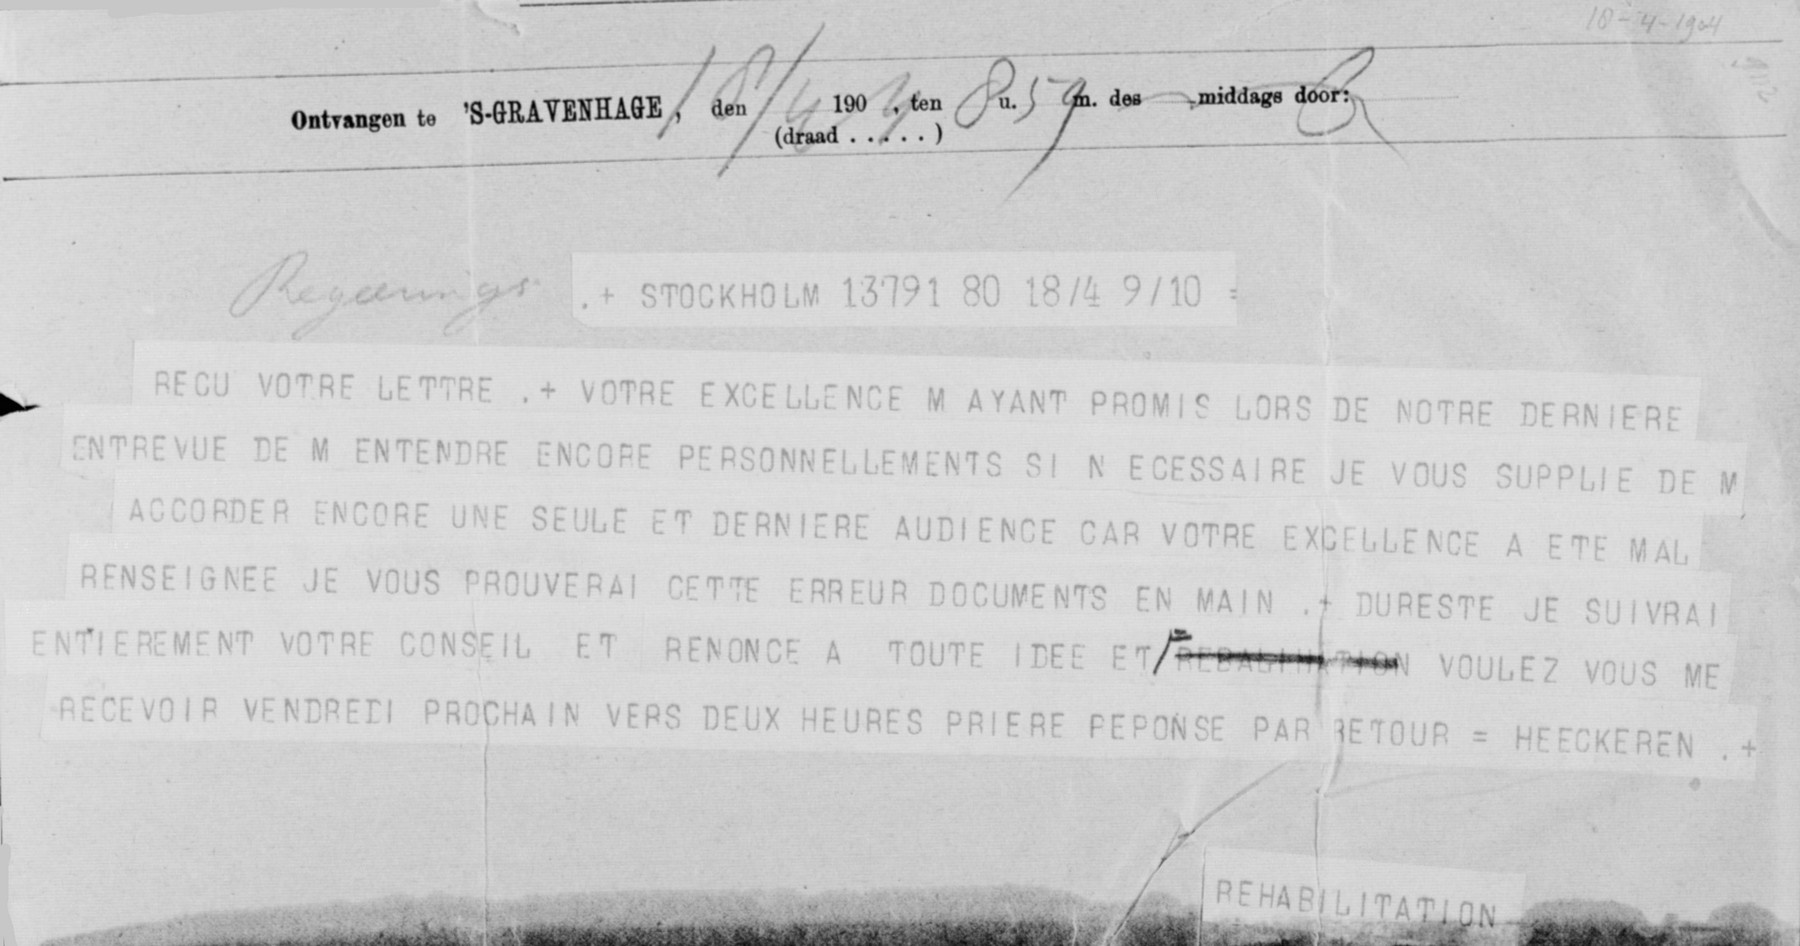 18-4-1904
Ontvangen te 'S-GRAVENHAGE, den 18/4 1904, ten 8 u. 59 m. des middags door:
(draad . . . . . )
Regeerings
.+ STOCKHOLM 13791 80 18/4 9/10 =
RECU VOTRE LETTRE .+ VOTRE EXCELLENCE M AYANT PROMIS LORS DE NOTRE DERNIERE
ENTREVUE DE M ENTENDRE ENCORE PERSONNELLEMENTS SI N ECESSAIRE JE VOUS SUPPLIE DE M
ACCORDER ENCORE UNE SEULE ET DERNIERE AUDIENCE CAR VOTRE EXCELLENCE A ETE MAL
RENSEIGNEE JE VOUS PROUVERAI CETTE ERREUR DOCUMENTS EN MAIN .+ DURESTE JE SUIVRAI
ENTIEREMENT VOTRE CONSEIL ET RENONCE A TOUTE IDEE ET VOULEZ VOUS ME
RECEVOIR VENDREDI PROCHAIN VERS DEUX HEURES PRIERE PEPONSE PAR RETOUR = HEECKEREN .+
REHABILITATION